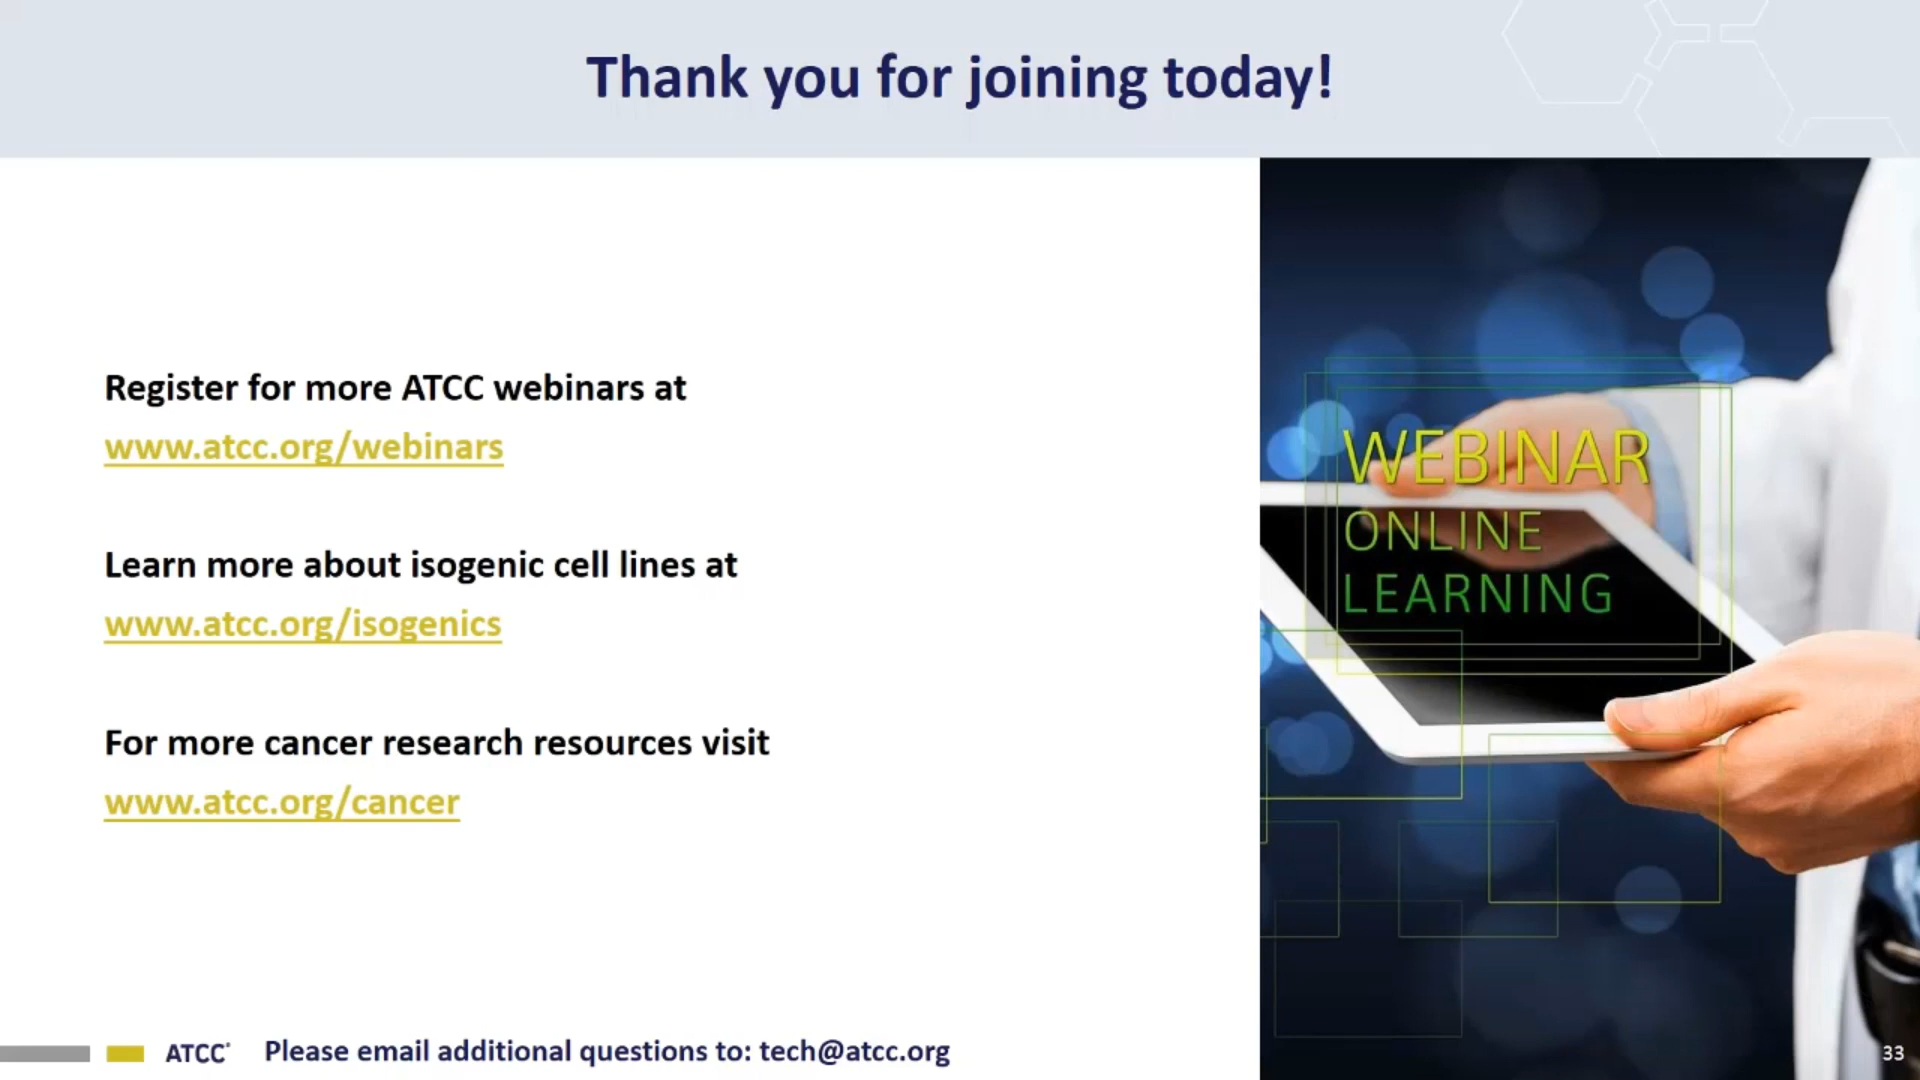 Thank you for joining today!
Register for more ATCC webinars at
www.atcc.org/webinars
Learn more about isogenic cell lines at
www.atcc.org/isogenics
For more cancer research resources visit
www.atcc.org/cancer
WEBINAR
ONLINE
LEARNING
ATCC® Please email additional questions to: tech@atcc.org
33